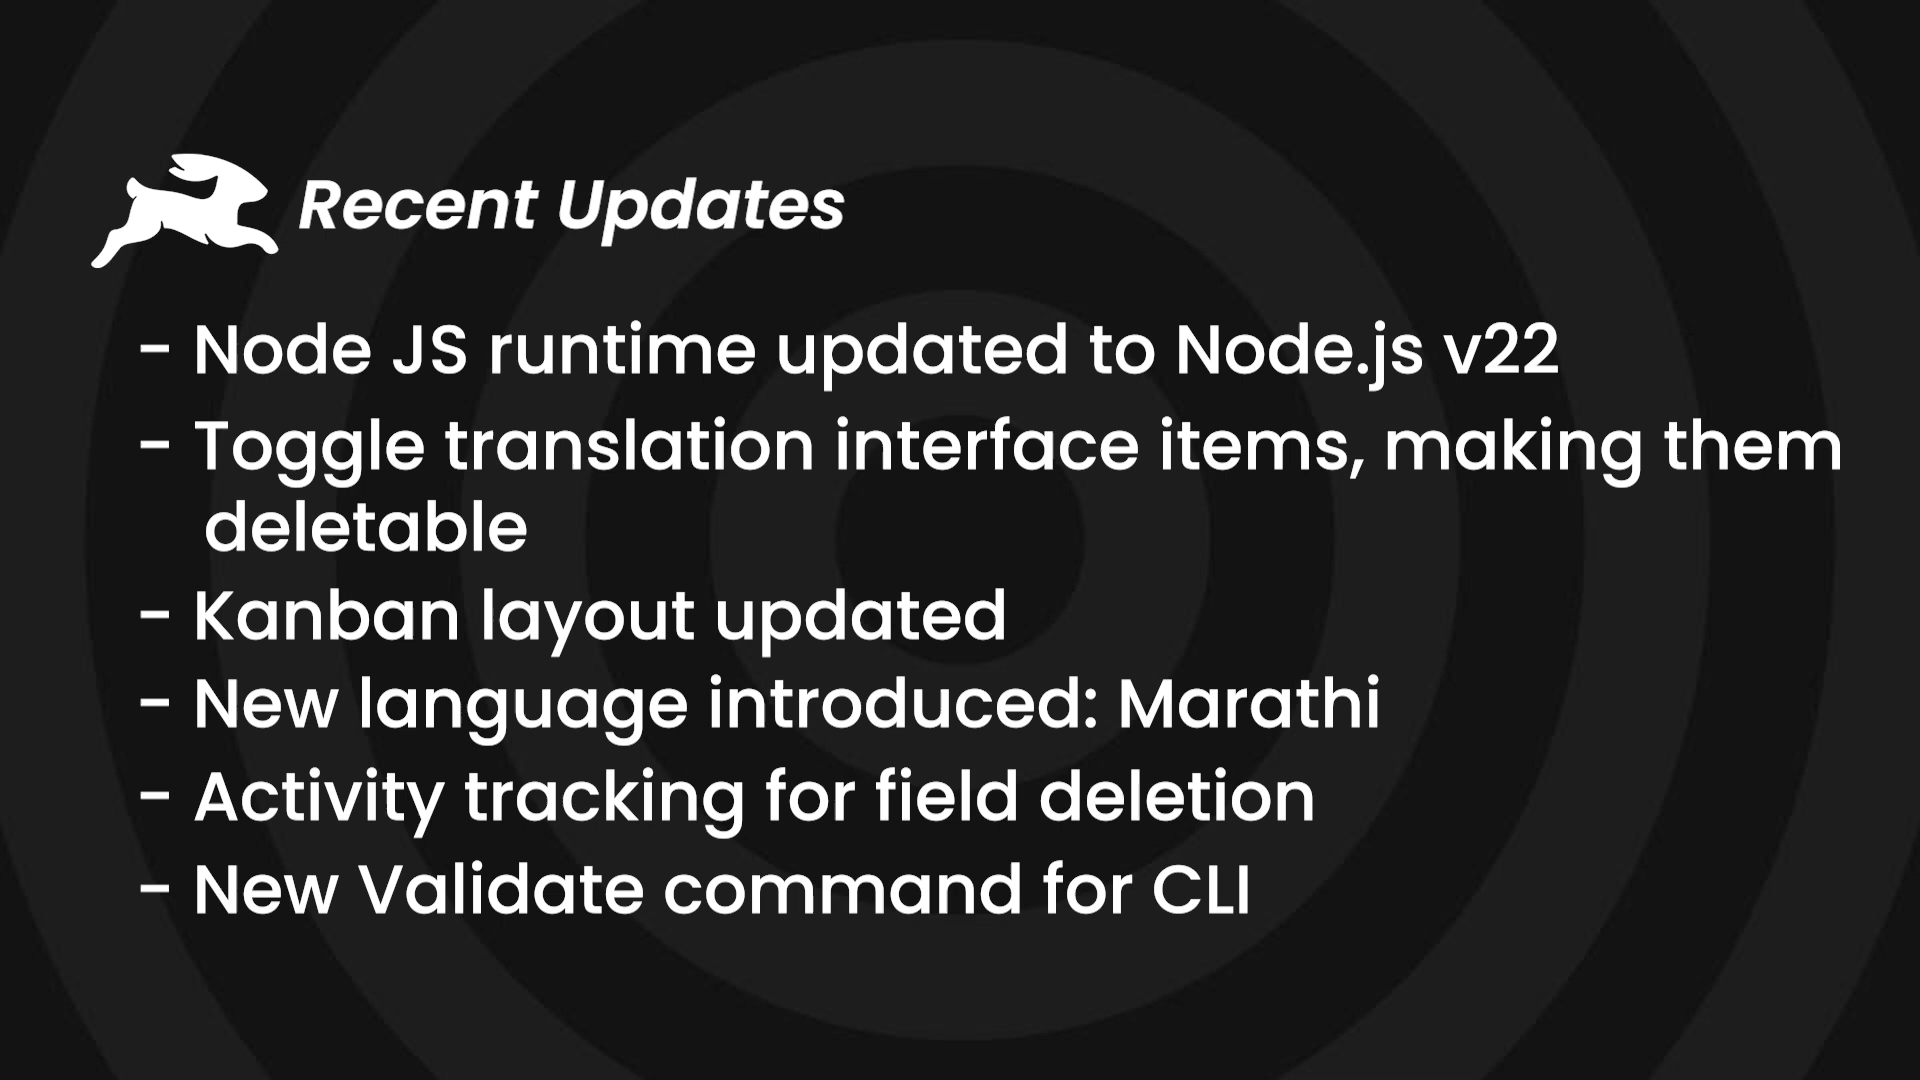 Recent Updates
- Node JS runtime updated to Node.js v22
- Toggle translation interface items, making them
deletable
- Kanban layout updated
- New language introduced: Marathi
- Activity tracking for field deletion
- New Validate command for CLI